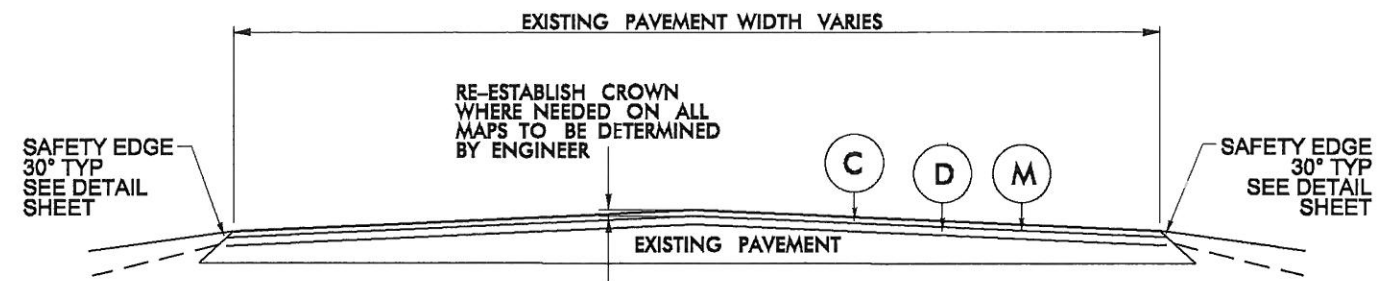 EXISTING PAVEMENT WIDTH VARIES
RE-ESTABLISH CROWN
WHERE NEEDED ON ALL
MAPS TO BE DETERMINED
BY ENGINEER
SAFETY EDGE
30° TYP
SEE DETAIL
SHEET
C
D
M
SAFETY EDGE
30° TYP
SEE DETAIL
SHEET
EXISTING PAVEMENT